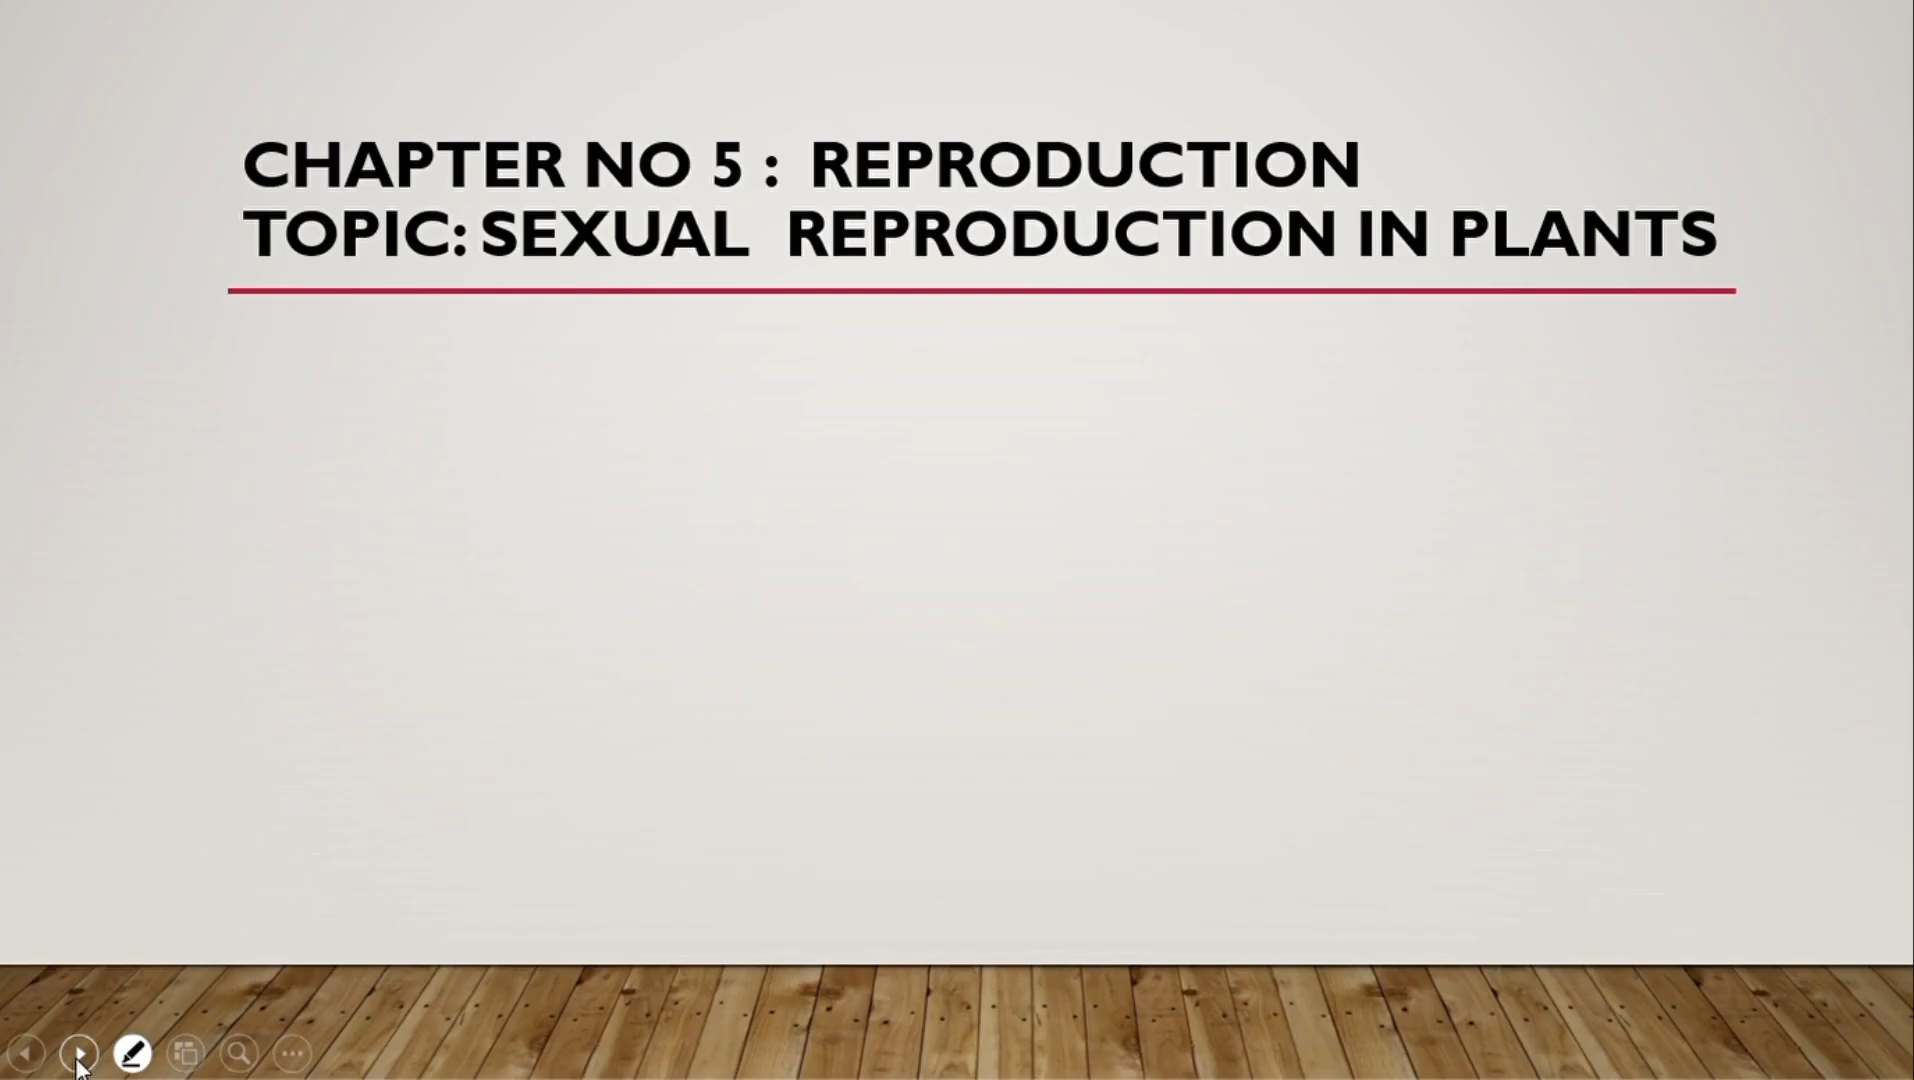 CHAPTER NO 5 : REPRODUCTION
TOPIC: SEXUAL REPRODUCTION IN PLANTS